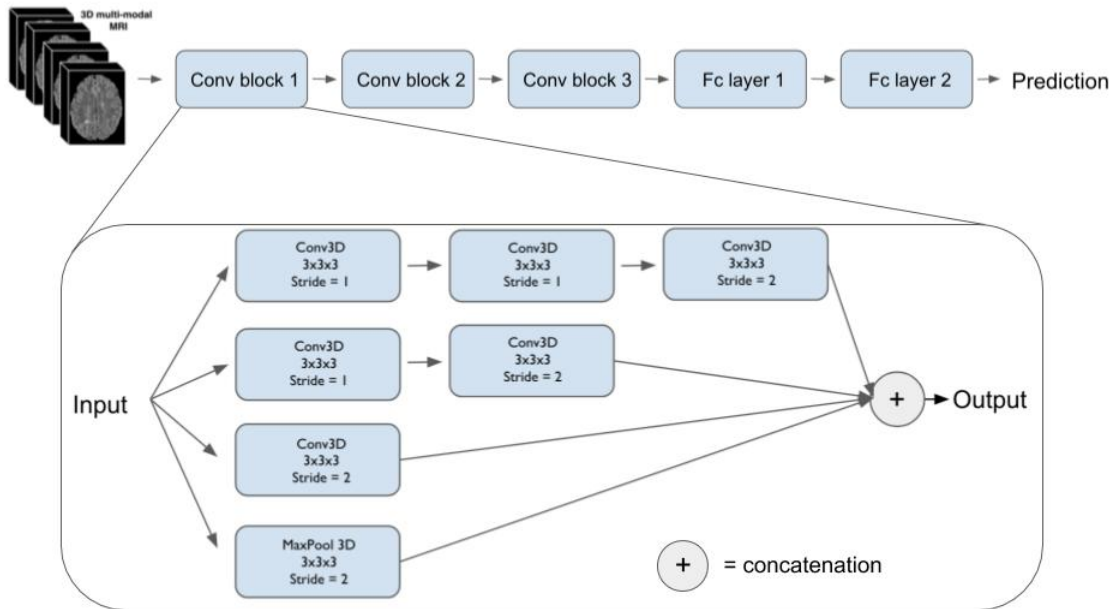 3D multi-modal
MRI
Conv block 1
Conv block 2
Conv block 3
Fc layer 1
Fc layer 2
Prediction
Conv3D
3x3x3
Stride = 1
Conv3D
3x3x3
Stride = 1
Conv3D
3x3x3
Stride = 2
Conv3D
3x3x3
Stride = 1
Conv3D
3x3x3
Stride = 2
Input
+
Output
Conv3D
3x3x3
Stride = 2
MaxPool 3D
3x3x3
Stride = 2
+
= concatenation